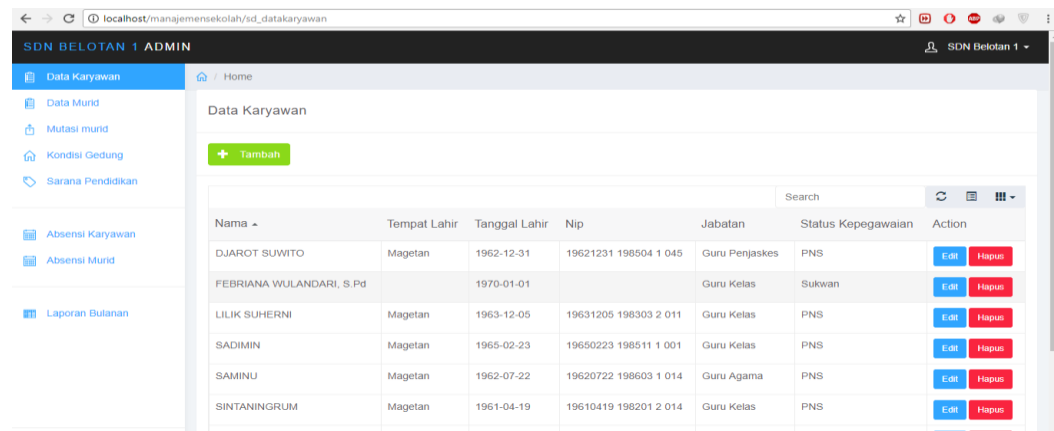 localhost/manajemensekolah/sd_datakaryawan
SDN BELOTAN 1 ADMIN
SDN Belotan 1
Data Karyawan
Data Murid
Mutasi murid
Kondisi Gedung
Sarana Pendidikan
Absensi Karyawan
Absensi Murid
Laporan Bulanan
/ Home
Data Karyawan
+ Tambah
Search
Nama Tempat Lahir Tanggal Lahir Nip Jabatan Status Kepegawaian Action
DJAROT SUWITO Magetan 1962-12-31 19621231 198504 1 045 Guru Penjaskes PNS Edit Hapus
FEBRIANA WULANDARI, S.Pd 1970-01-01 Guru Kelas Sukwan Edit Hapus
LILIK SUHERNI Magetan 1963-12-05 19631205 198303 2 011 Guru Kelas PNS Edit Hapus
SADIMIN Magetan 1965-02-23 19650223 198511 1 001 Guru Kelas PNS Edit Hapus
SAMINU Magetan 1962-07-22 19620722 198603 1 014 Guru Agama PNS Edit Hapus
SINTANINGRUM Magetan 1961-04-19 19610419 198201 2 014 Guru Kelas PNS Edit Hapus